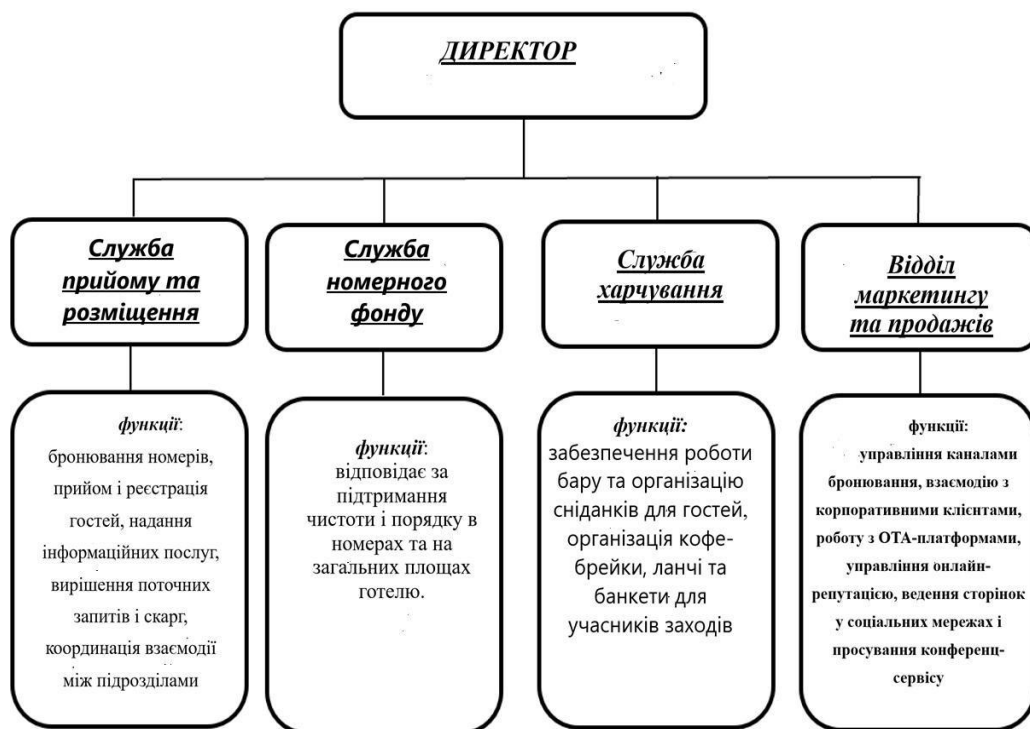 ДИРЕКТОР
Служба
прийому та
розміщення
Служба
номерного
фонду
Служба
харчування
Відділ
маркетингу
та продажів
функції:
бронювання номерів,
прийом і реєстрація
гостей, надання
інформаційних послуг,
вирішення поточних
запитів і скарг,
координація взаємодії
між підрозділами
функції:
відповідає за
підтримання
чистоти і порядку в
номерах та на
загальних площах
готелю.
функції:
забезпечення роботи
бару та організацію
сніданків для гостей,
організація кофе-
брейки, ланчі та
банкети для
учасників заходів
функції:
управління каналами
бронювання, взаємодію з
корпоративними клієнтами,
роботу з ОТА-платформами,
управління онлайн-
репутацією, ведення сторінок
у соціальних мережах і
просування конференц-
сервісу